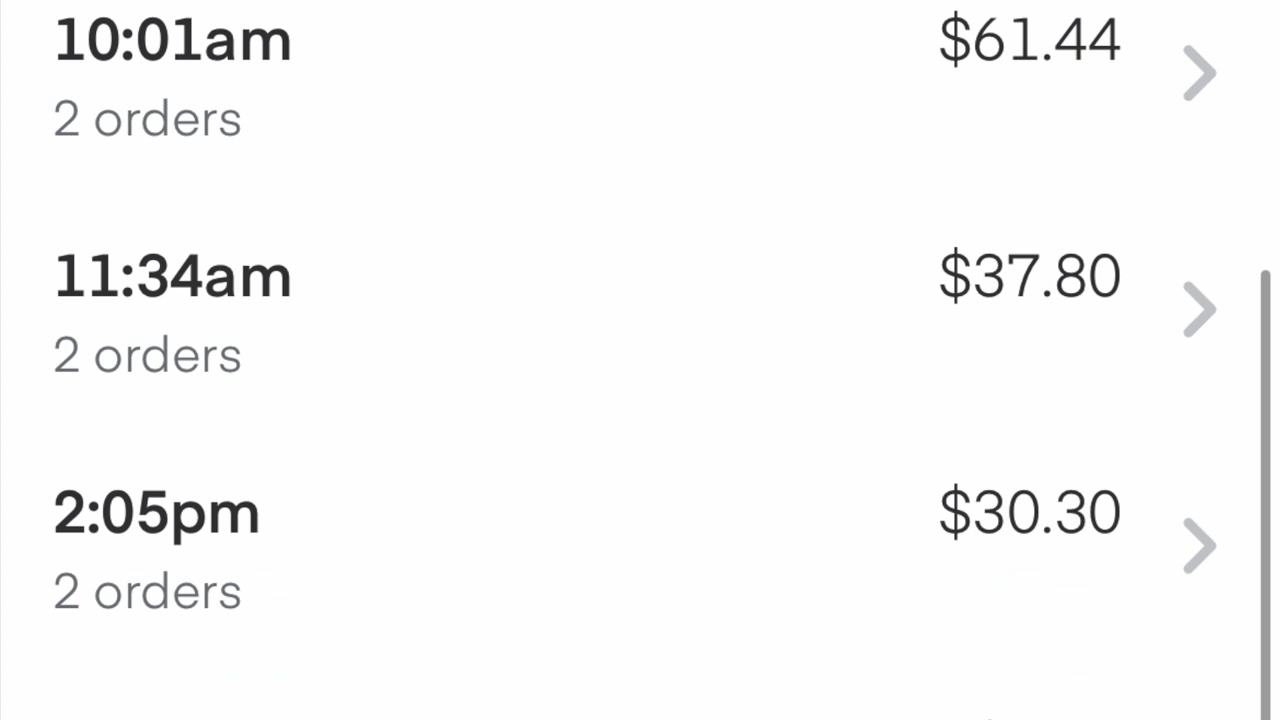 10:01am $61.44
2 orders
11:34am $37.80
2 orders
2:05pm $30.30
2 orders